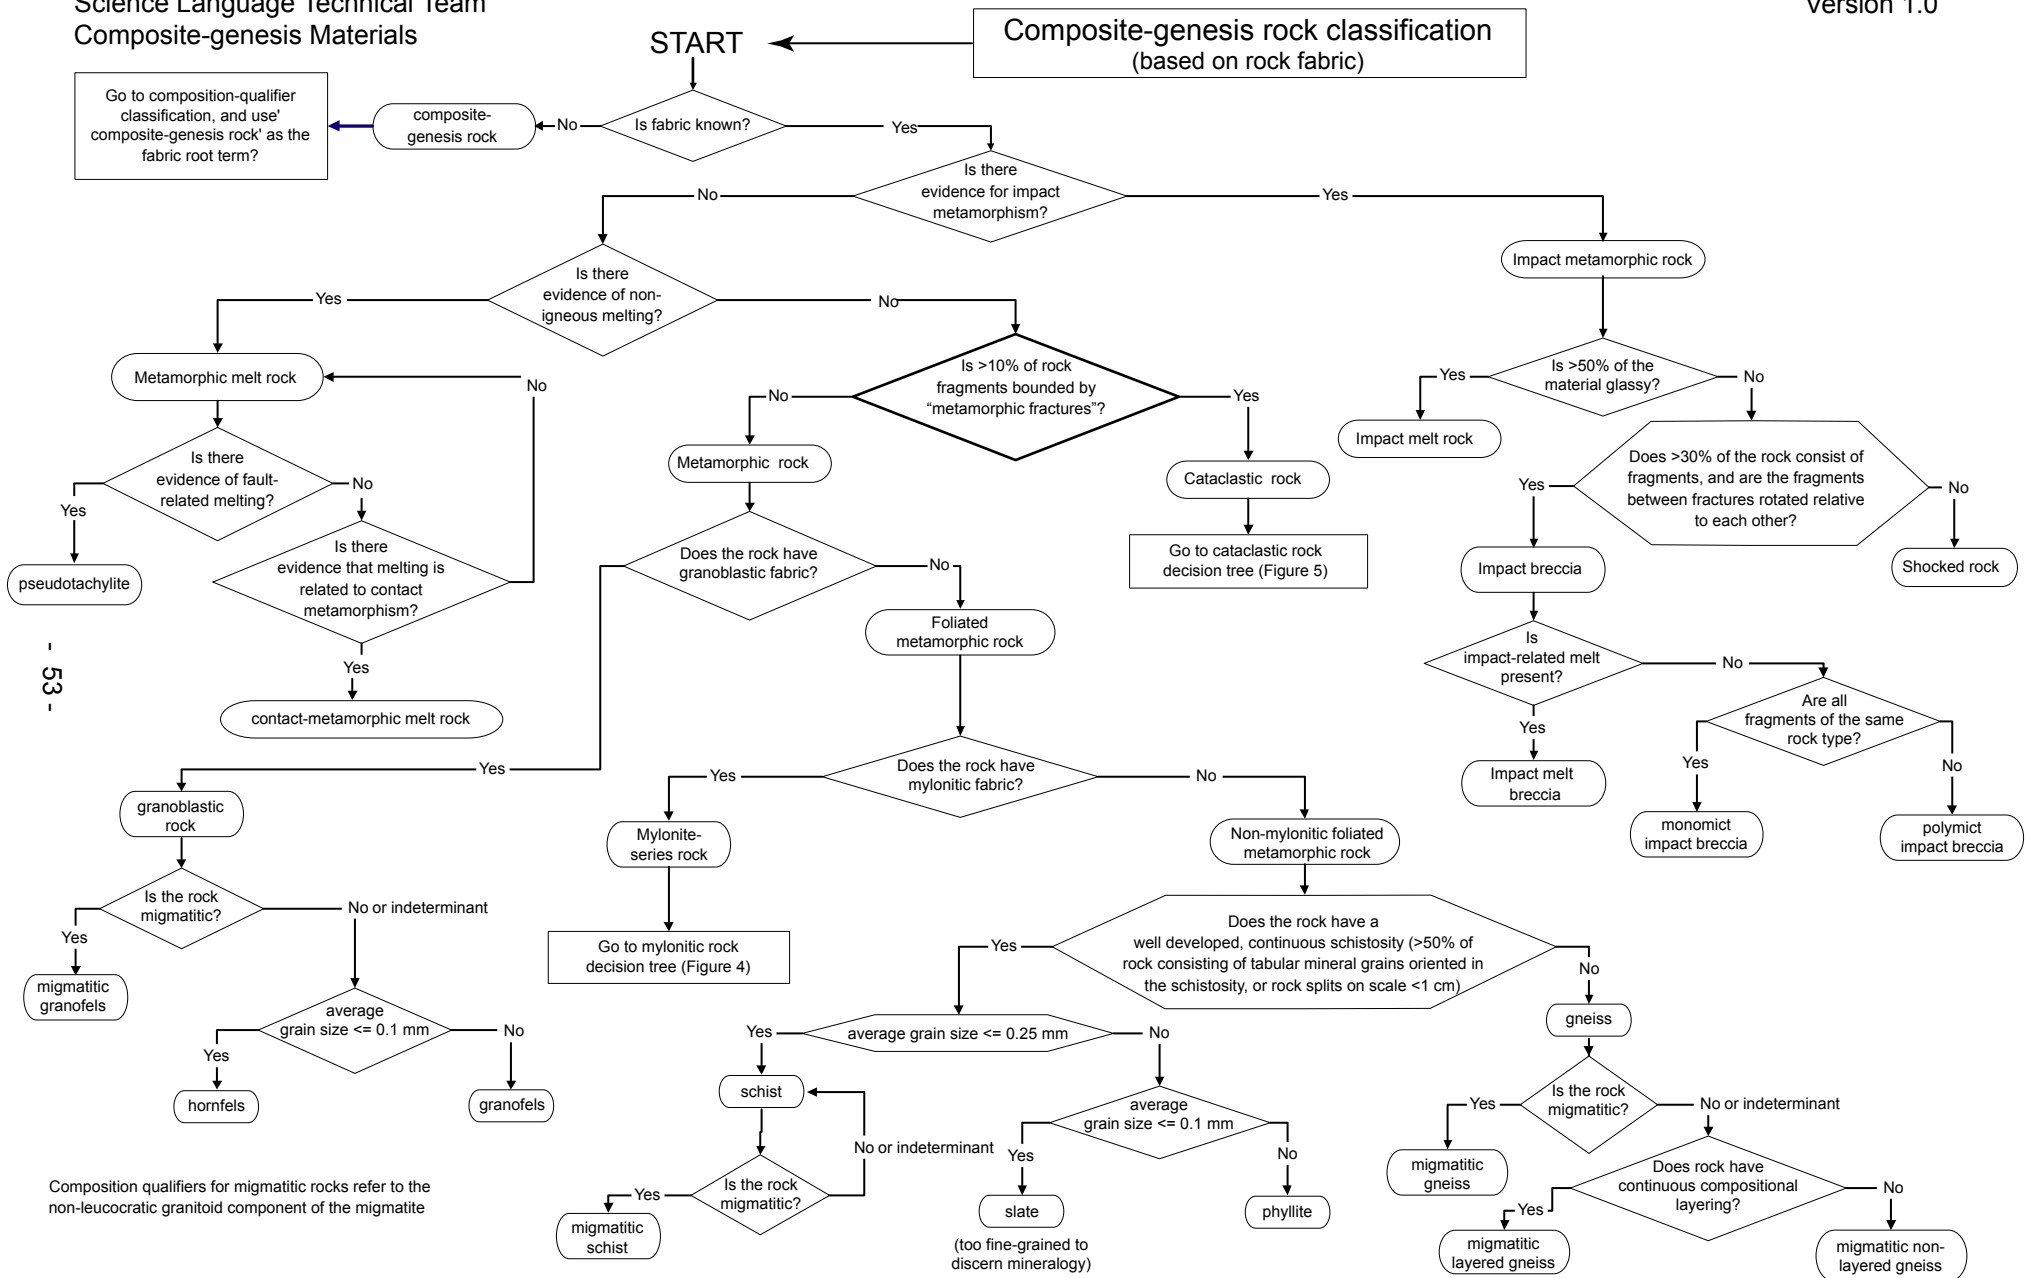 Science Language Technical Team
Composite-genesis Materials
Version 1.0
START
Composite-genesis rock classification
(based on rock fabric)
Go to composition-qualifier
classification, and use'
composite-genesis rock' as the
fabric root term?
composite-
genesis rock
No
Is fabric known?
Yes
Is there
evidence for impact
metamorphism?
No
Yes
Is there
evidence of non-
igneous melting?
Yes
No
Impact metamorphic rock
Metamorphic melt rock
No
Is >10% of rock
fragments bounded by
“metamorphic fractures”?
No
Yes
Is >50% of the
material glassy?
Yes
No
Impact melt rock
Is there
evidence of fault-
related melting?
Yes
No
Metamorphic rock
Cataclastic rock
Does >30% of the rock consist of
fragments, and are the fragments
between fractures rotated relative
to each other?
Yes
No
pseudotachylite
Is there
evidence that melting is
related to contact
metamorphism?
Yes
Does the rock have
granoblastic fabric?
No
Go to cataclastic rock
decision tree (Figure 5)
Impact breccia
Shocked rock
Foliated
metamorphic rock
- 53 -
contact-metamorphic melt rock
Is
impact-related melt
present?
No
Yes
Are all
fragments of the same
rock type?
Yes
No
Yes
Does the rock have
mylonitic fabric?
Yes
No
Impact melt
breccia
granoblastic
rock
Mylonite-
series rock
Non-mylonitic foliated
metamorphic rock
monomict
impact breccia
polymict
impact breccia
Is the rock
migmatitic?
No or indeterminant
Yes
Go to mylonitic rock
decision tree (Figure 4)
Does the rock have a
well developed, continuous schistosity (>50% of
rock consisting of tabular mineral grains oriented in
the schistosity, or rock splits on scale <1 cm)
Yes
No
migmatitic
granofels
average
grain size <= 0.1 mm
Yes
No
average grain size <= 0.25 mm
Yes
No
gneiss
hornfels
granofels
schist
average
grain size <= 0.1 mm
Yes
No
Is the rock
migmatitic?
Yes
No or indeterminant
No or indeterminant
Is the rock
migmatitic?
Yes
migmatitic
gneiss
Does rock have
continuous compositional
layering?
Yes
No
Composition qualifiers for migmatitic rocks refer to the
non-leucocratic granitoid component of the migmatite
migmatitic
schist
slate
(too fine-grained to
discern mineralogy)
phyllite
migmatitic
layered gneiss
migmatitic non-
layered gneiss